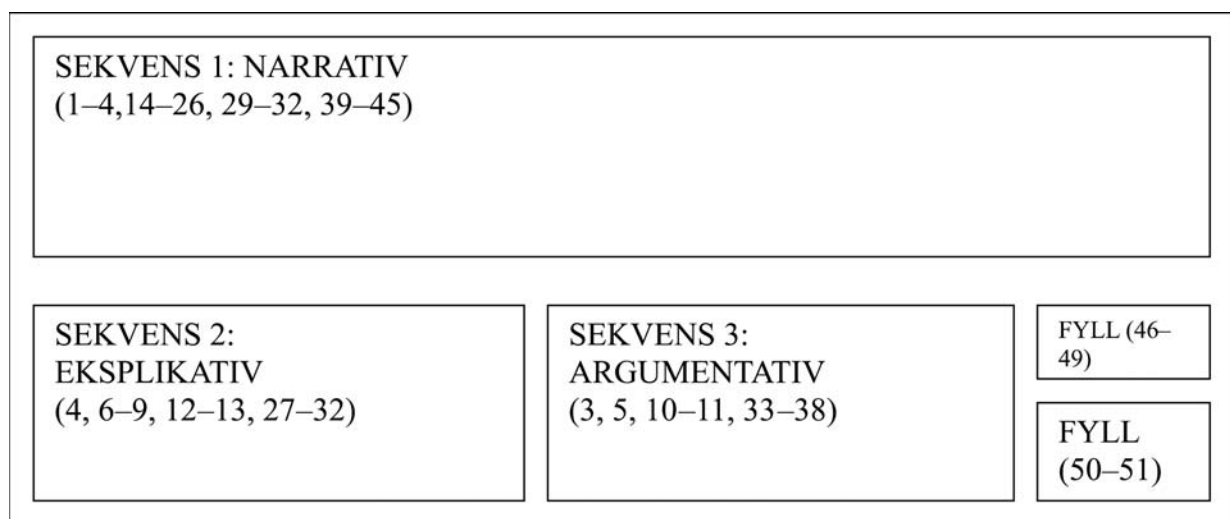 SEKVENS 1: NARRATIV
(1–4,14–26, 29–32, 39–45)
SEKVENS 2:
EKSPLIKATIV
(4, 6–9, 12–13, 27–32)
SEKVENS 3:
ARGUMENTATIV
(3, 5, 10–11, 33–38)
FYLL (46–
49)
FYLL
(50–51)